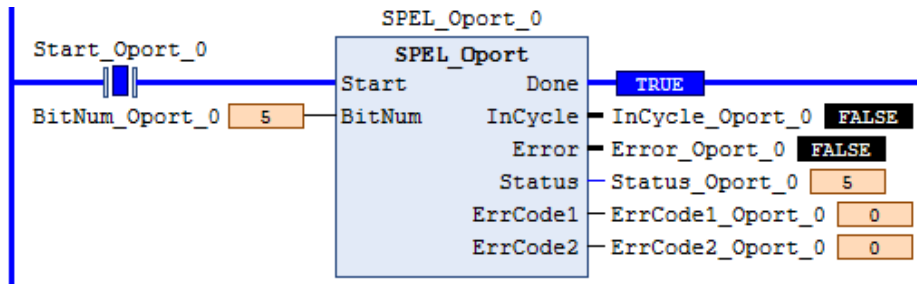 SPEL_Oport_0
Start_Oport_0 SPEL_Oport
Start Done TRUE
BitNum_Oport_0 5 BitNum InCycle InCycle_Oport_0 FALSE
Error Error_Oport_0 FALSE
Status Status_Oport_0 5
ErrCode1 ErrCode1_Oport_0 0
ErrCode2 ErrCode2_Oport_0 0